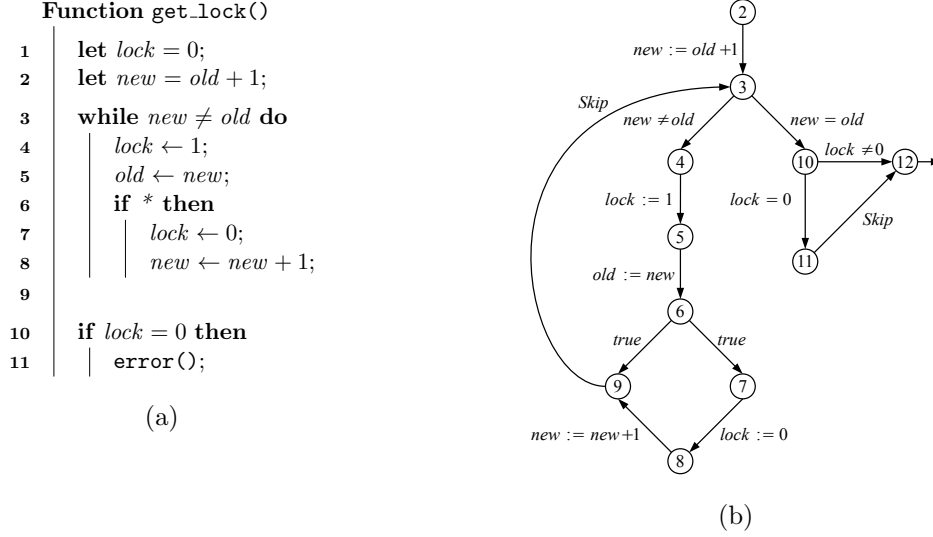 Function get_lock()
1 let lock = 0;
2 let new = old + 1;
3 while new ≠ old do
4 lock ← 1;
5 old ← new;
6 if * then
7 lock ← 0;
8 new ← new + 1;
9
10 if lock = 0 then
11 error();
(a)
2
new := old +1
3
Skip
new ≠ old
new = old
4
10
lock ≠ 0
12
lock := 1
lock = 0
5
Skip
11
old := new
6
true
true
9
7
new := new+1
lock := 0
8
(b)